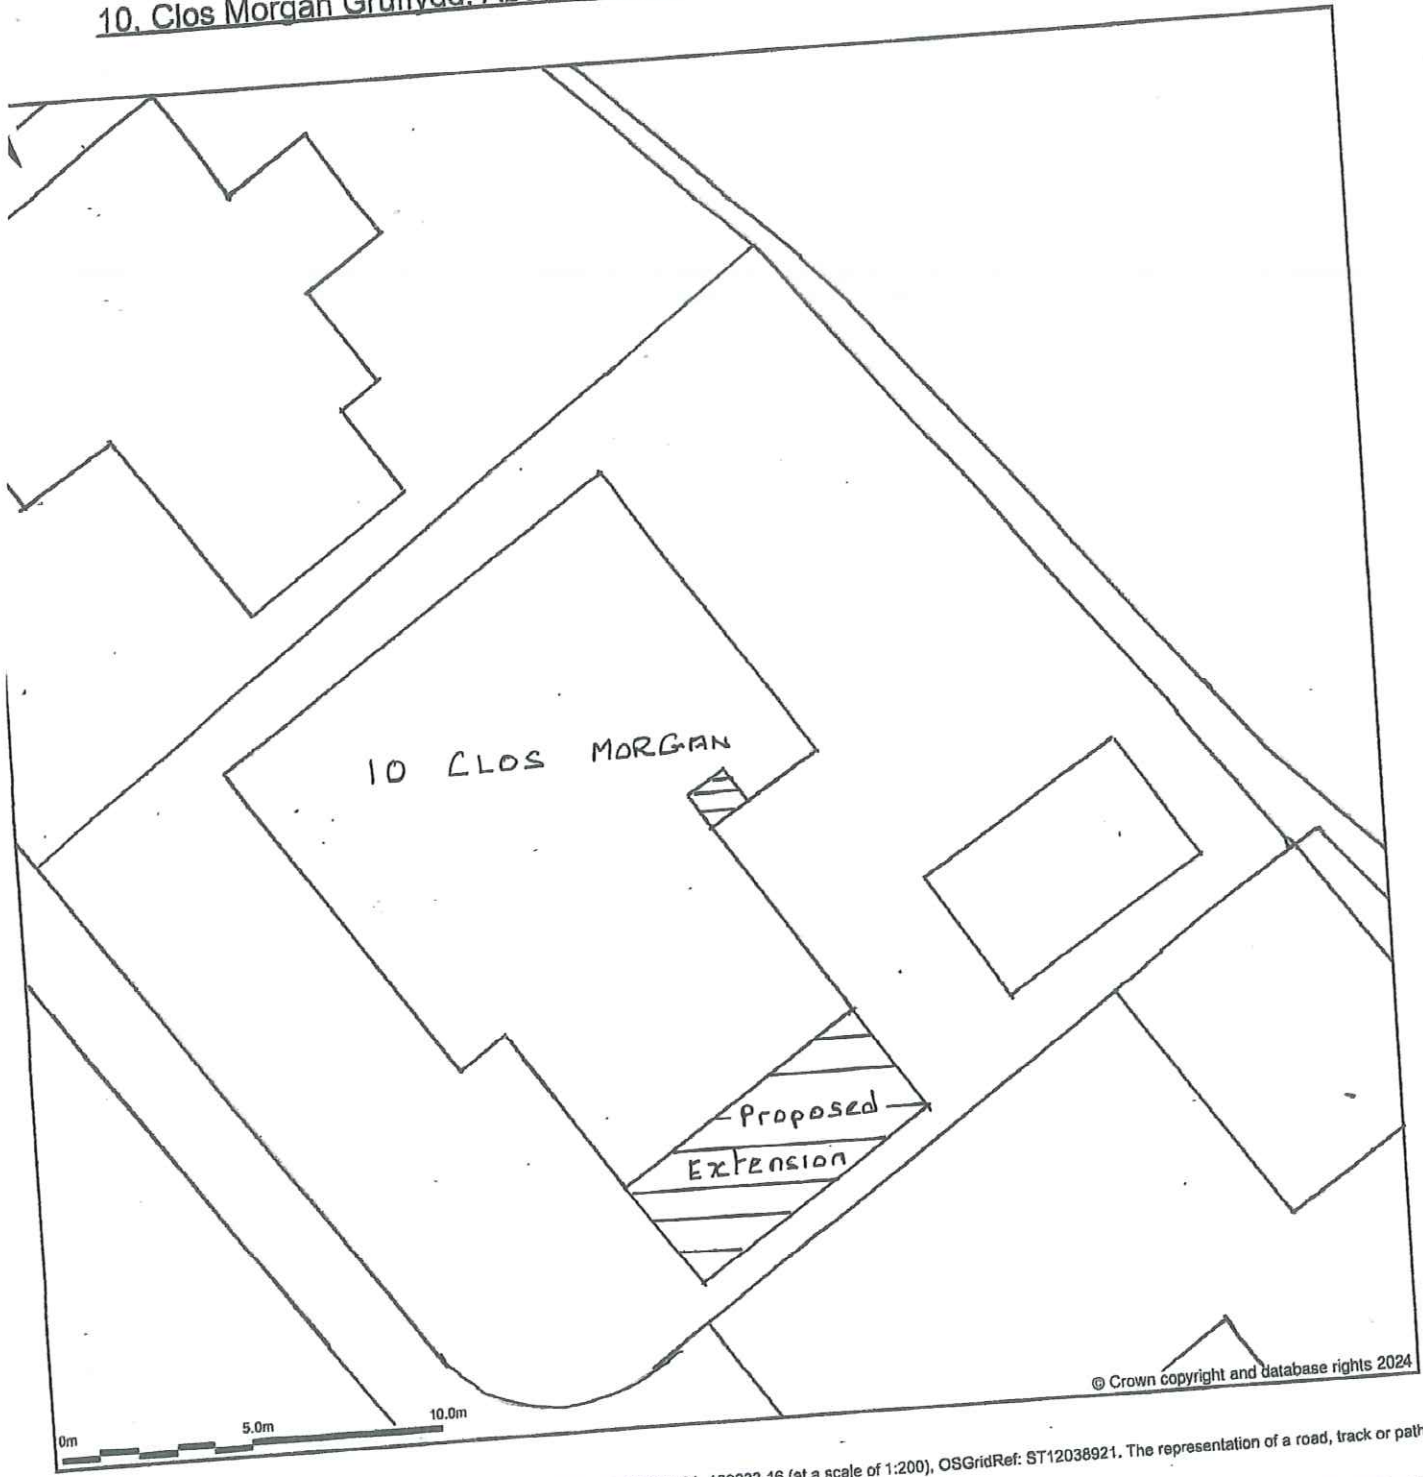 10, Clos Morgan Gruffydd,
10 CLOS MORGAN
Proposed
Extension
© Crown copyright and database rights 2024
0m 5.0m 10.0m
(at a scale of 1:200), OSGridRef: ST12038921. The representation of a road, track or path